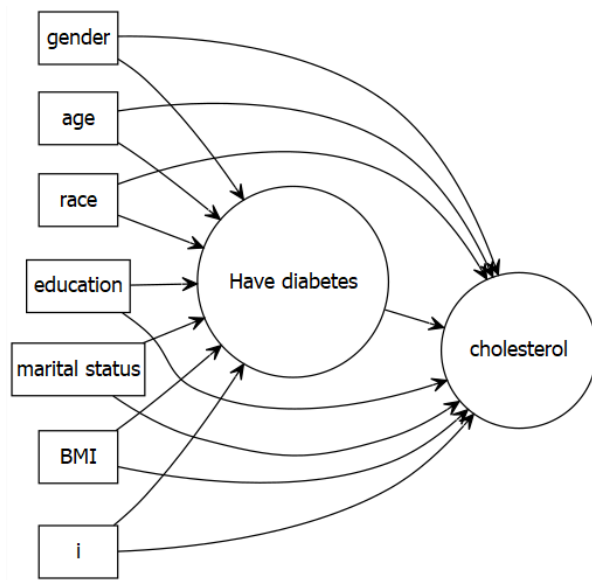 gender
age
race
education
marital status
BMI
i
Have diabetes
cholesterol